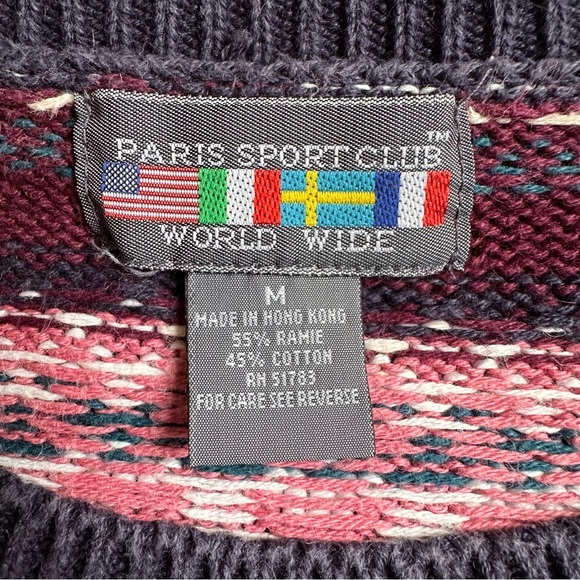 PARIS SPORT CLUB™
WORLD WIDE
M
MADE IN HONG KONG
55% RAMIE
45% COTTON
RN 51783
FOR CARE SEE REVERSE